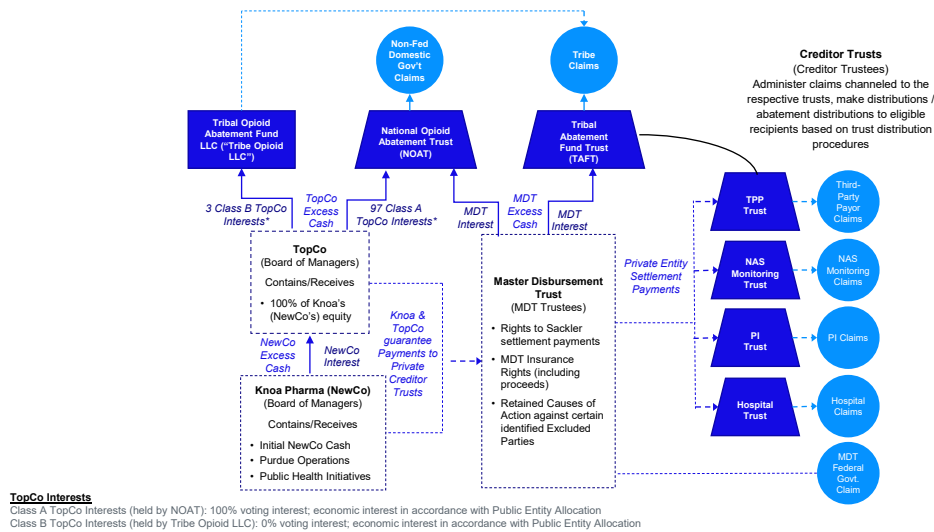 Non-Fed
Domestic
Gov't
Claims
Tribe
Claims
Creditor Trusts
(Creditor Trustees)
Administer claims channeled to the
respective trusts, make distributions /
abatement distributions to eligible
recipients based on trust distribution
procedures
Tribal Opioid
Abatement Fund
LLC ("Tribe Opioid
LLC")
National Opioid
Abatement Trust
(NOAT)
Tribal
Abatement
Fund Trust
(TAFT)
3 Class B TopCo
Interests*
TopCo
Excess
Cash
97 Class A
TopCo Interests*
MDT
Interest
MDT
Excess
Cash
MDT
Interest
TPP
Trust
Third-
Party
Payor
Claims
TopCo
(Board of Managers)
Contains/Receives
• 100% of Knoa's
(NewCo's) equity
Master Disbursement
Trust
(MDT Trustees)
• Rights to Sackler
settlement payments
• MDT Insurance
Rights (including
proceeds)
• Retained Causes of
Action against certain
identified Excluded
Parties
Private Entity
Settlement
Payments
NAS
Monitoring
Trust
NAS
Monitoring
Claims
Knoa &
TopCo
guarantee
Payments to
Private
Creditor
Trusts
PI
Trust
PI Claims
NewCo
Excess
Cash
NewCo
Interest
Knoa Pharma (NewCo)
(Board of Managers)
Contains/Receives
• Initial NewCo Cash
• Purdue Operations
• Public Health Initiatives
Hospital
Trust
Hospital
Claims
MDT
Federal
Govt.
Claim
TopCo Interests
Class A TopCo Interests (held by NOAT): 100% voting interest; economic interest in accordance with Public Entity Allocation
Class B TopCo Interests (held by Tribe Opioid LLC): 0% voting interest; economic interest in accordance with Public Entity Allocation